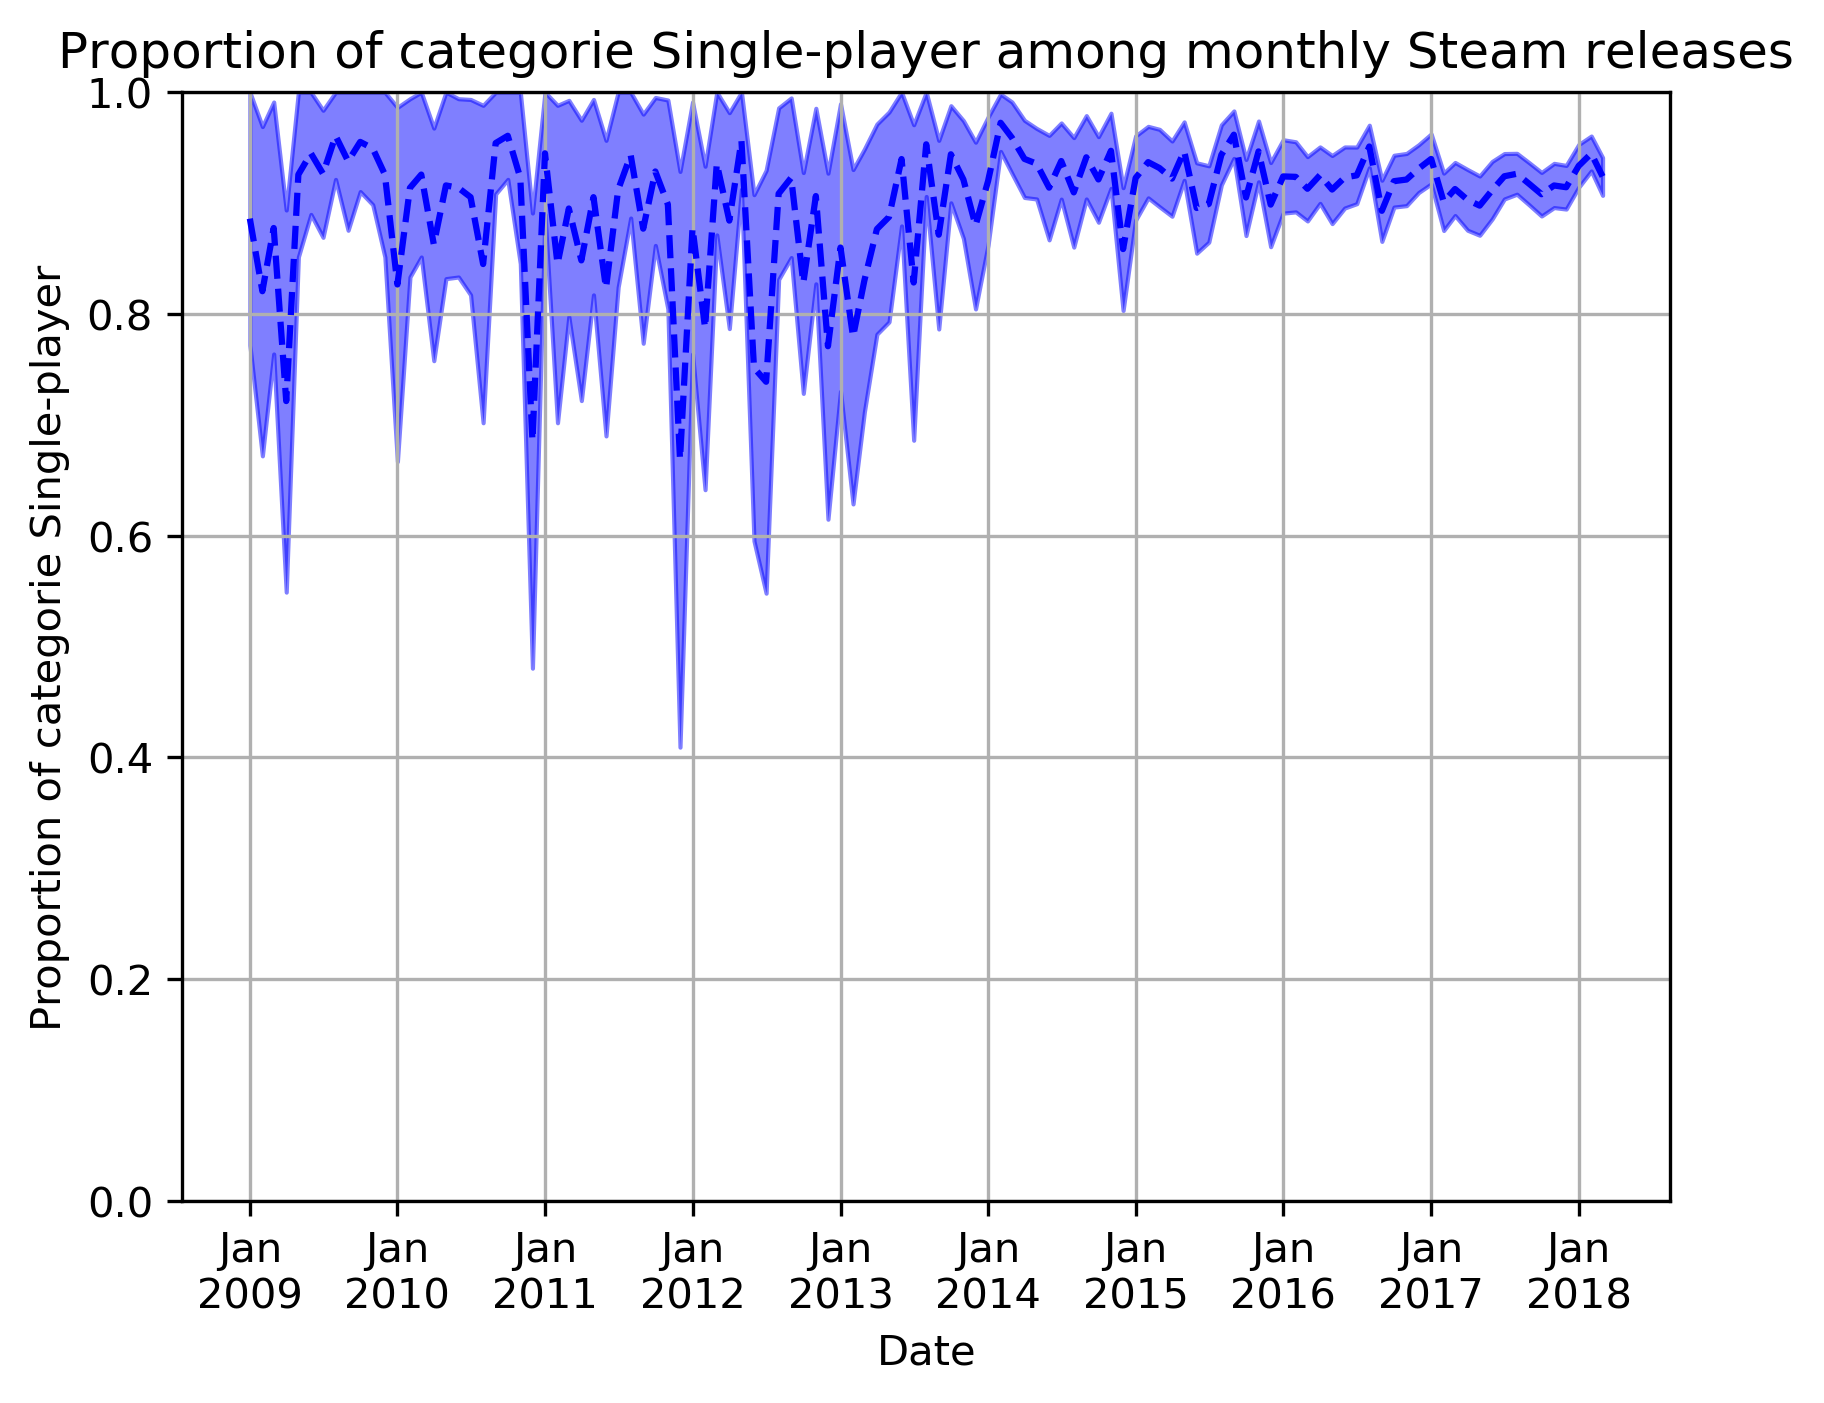 Proportion of categorie Single-player among monthly Steam releases
Proportion of categorie Single-player
1.0
0.8
0.6
0.4
0.2
0.0
Jan Jan Jan Jan Jan Jan Jan Jan Jan Jan
2009 2010 2011 2012 2013 2014 2015 2016 2017 2018
Date